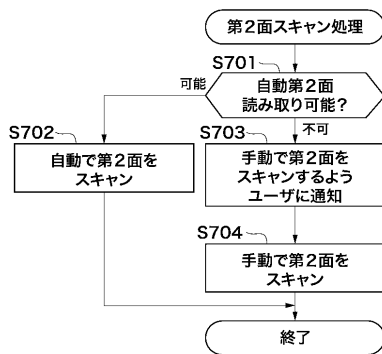 第2面スキャン処理
S701
可能
自動第2面
読み取り可能?
不可
S702
自動で第2面を
スキャン
S703
手動で第2面を
スキャンするよう
ユーザに通知
S704
手動で第2面を
スキャン
終了